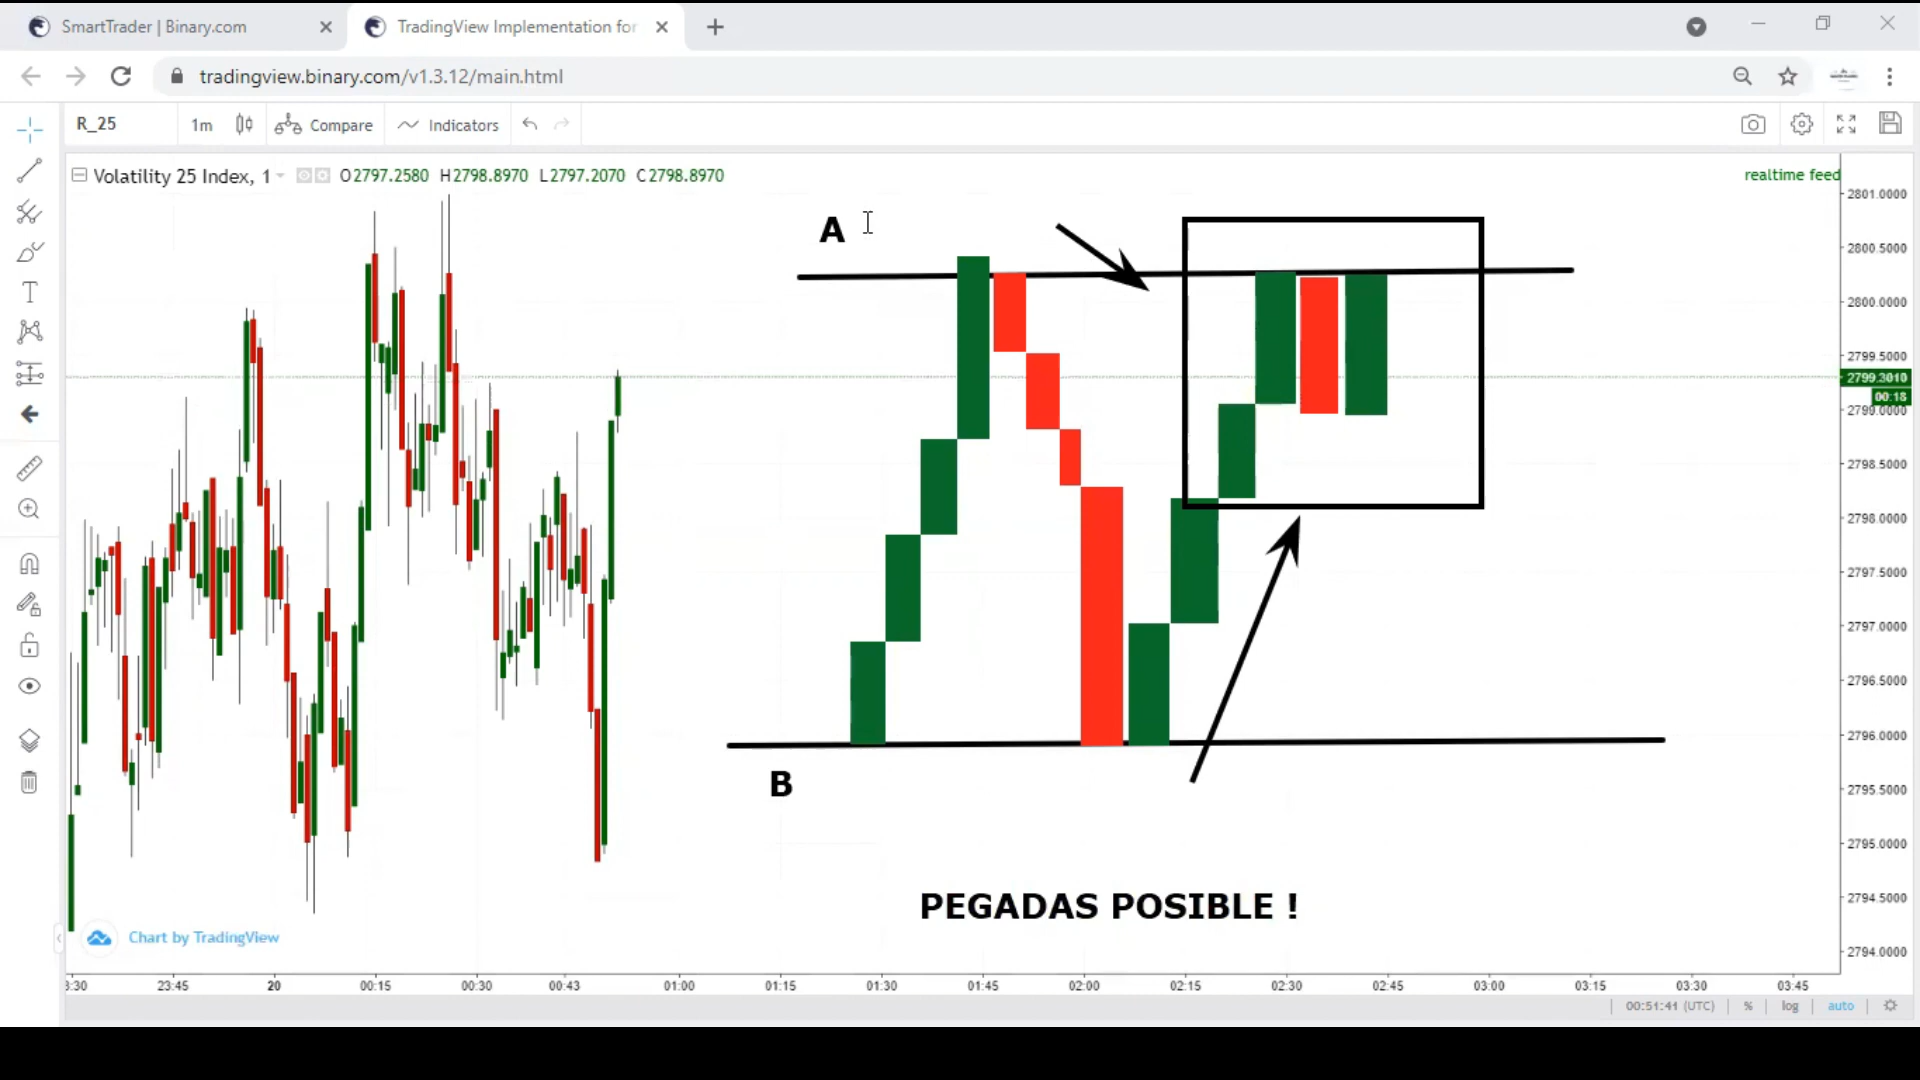 SmartTrader | Binary.com
TradingView Implementation for
tradingview.binary.com/v1.3.12/main.html
R_25
1m
Compare
Indicators
Volatility 25 Index, 1
O2797.2580 H2798.8970 L2797.2070 C2798.8970
realtime feed
A
B
PEGADAS POSIBLE !
2801.0000
2800.5000
2800.0000
2799.5000
2799.3010
00:18
2799.0000
2798.5000
2798.0000
2797.5000
2797.0000
2796.5000
2796.0000
2795.5000
2795.0000
2794.5000
2794.0000
Chart by TradingView
3:30 23:45 20 00:15 00:30 00:43 01:00 01:15 01:30 01:45 02:00 02:15 02:30 02:45 03:00 03:15 03:30 03:45
00:51:41 (UTC) % log auto